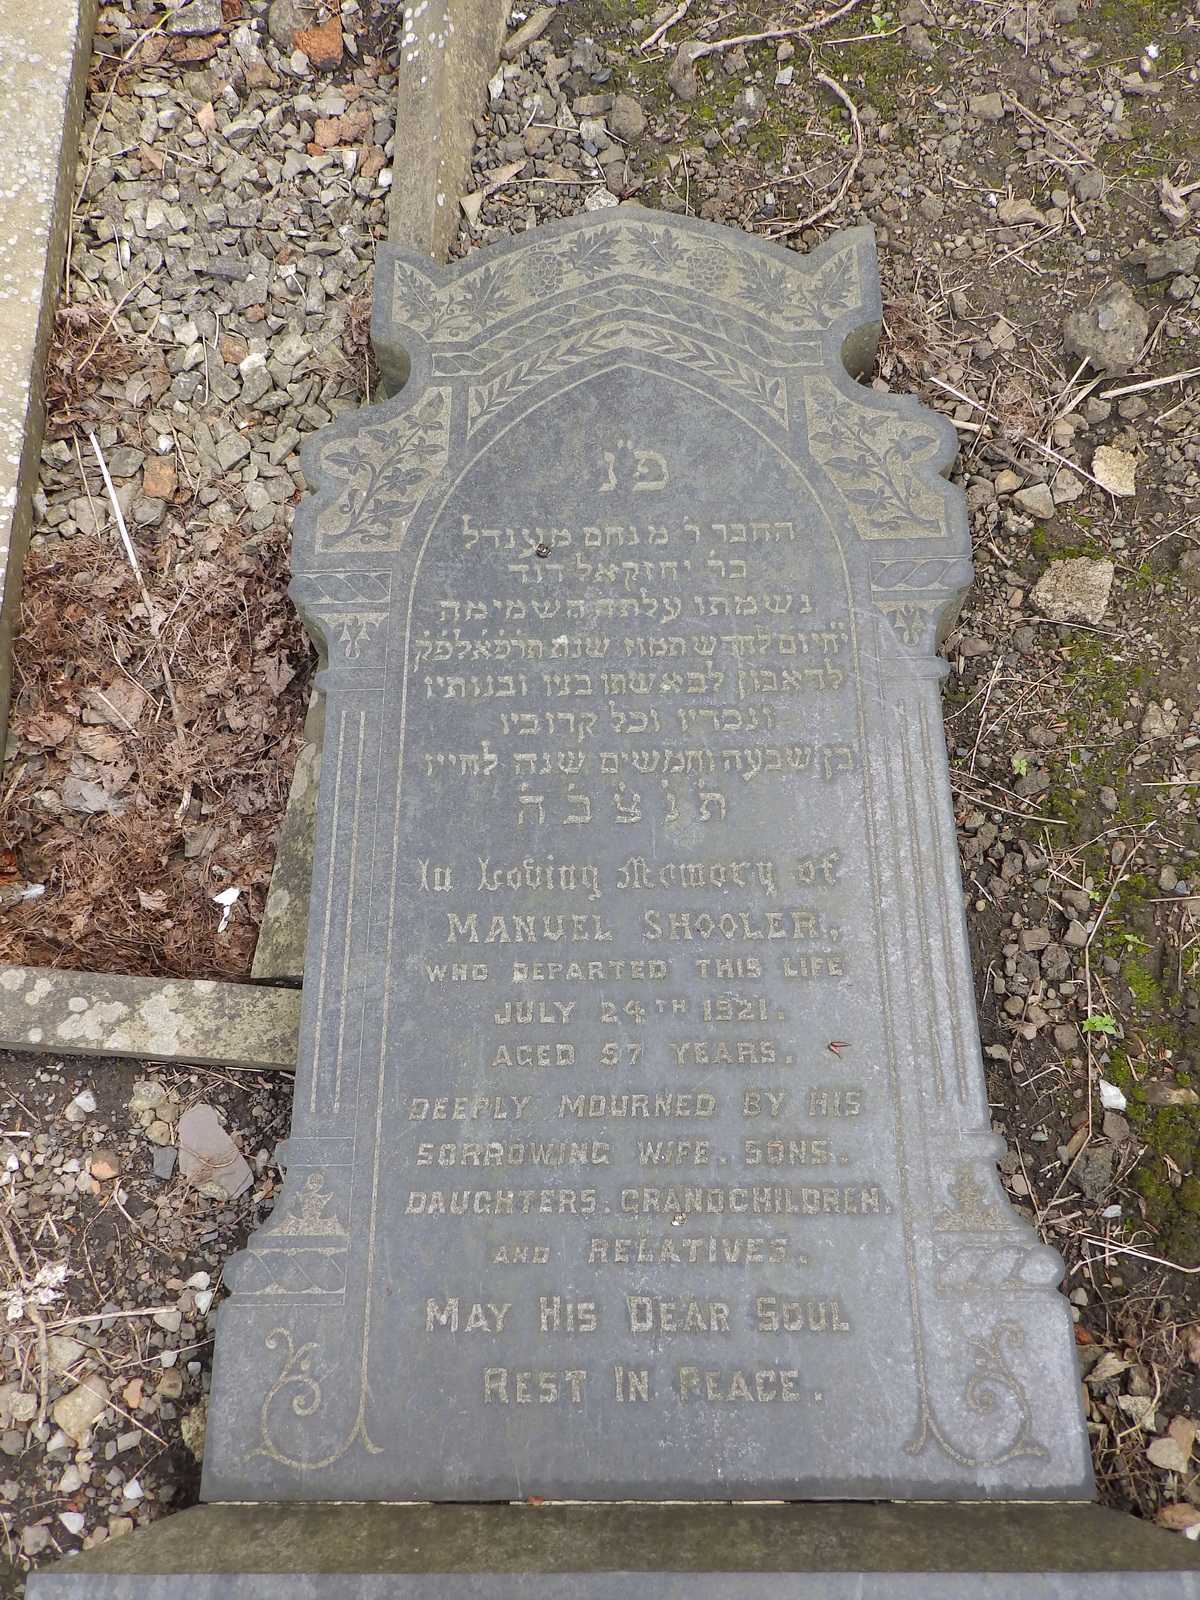 פ"נ
החבר ר' מנחם מענדל
בר' יחזקאל דוד
נשמתו עלתה השמימה
י"ח יום לחדש תמוז שנת תרפ"א לפ"ק
לדאבון לב אשתו בניו ובנותיו
ונכדיו וכל קרוביו
בן שבעה וחמשים שנה לחייו
ת' נ' צ' ב' ה'
In Loving Memory of
MANUEL SHOOLER,
WHO DEPARTED THIS LIFE
JULY 24TH 1921.
AGED 57 YEARS.
DEEPLY MOURNED BY HIS
SORROWING WIFE, SONS,
DAUGHTERS, GRANDCHILDREN,
AND RELATIVES.
MAY HIS DEAR SOUL
REST IN PEACE.